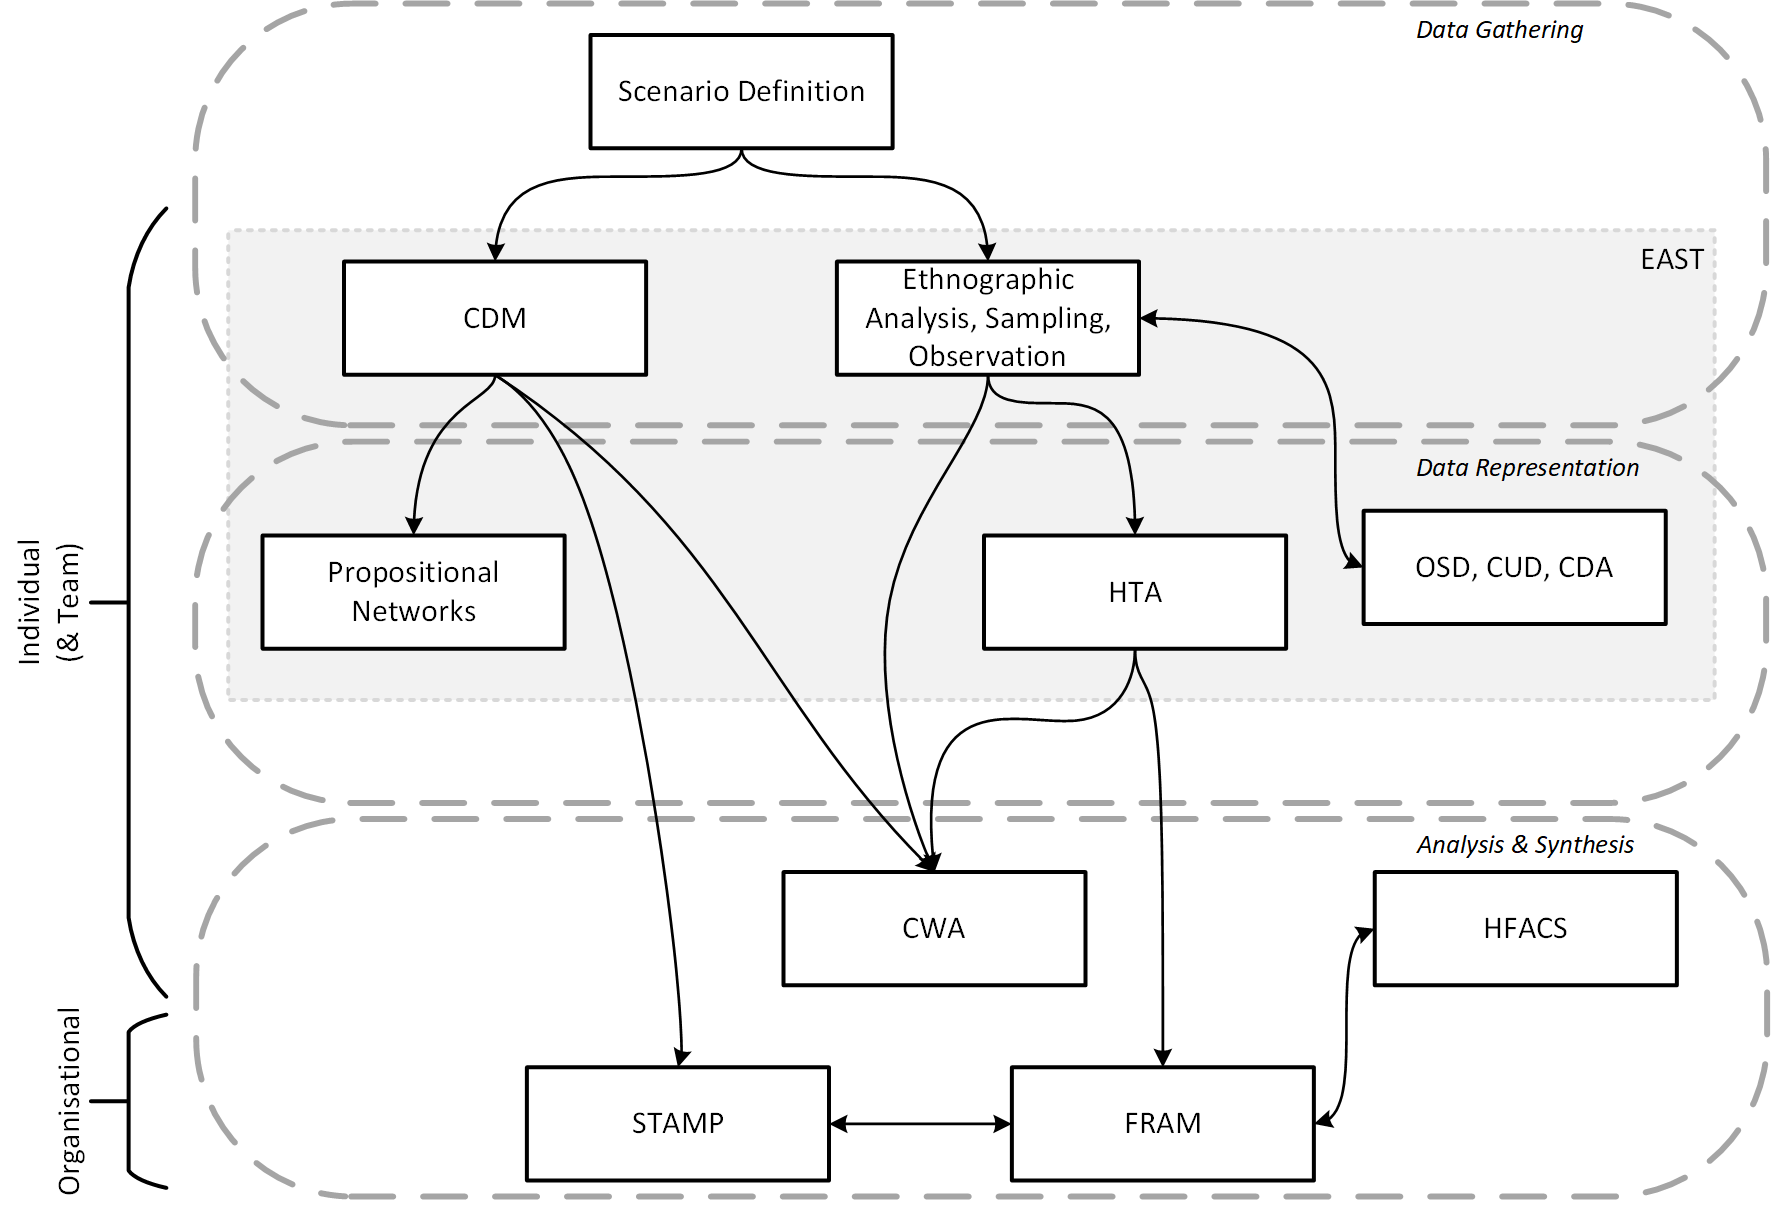 Data Gathering
Scenario Definition
EAST
CDM
Ethnographic
Analysis, Sampling,
Observation
Data Representation
Individual
(& Team)
Propositional
Networks
HTA
OSD, CUD, CDA
Analysis & Synthesis
CWA
HFACS
Organisational
STAMP
FRAM